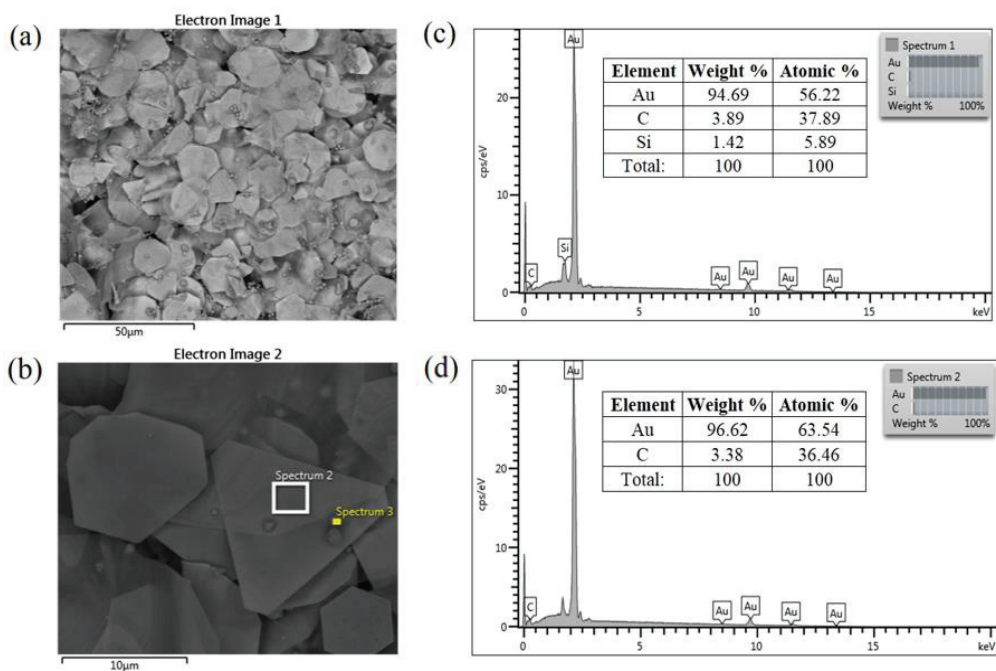 Electron Image 1
(a)
50µm
(c)
cps/eV
20
10
0
Au
Si
C
Au
Au
Au
Au
0 5 10 15 keV
Element Weight % Atomic %
Au 94.69 56.22
C 3.89 37.89
Si 1.42 5.89
Total: 100 100
Spectrum 1
Au
C
Si
Weight % 100%
Electron Image 2
(b)
Spectrum 2
Spectrum 3
10µm
(d)
cps/eV
30
20
10
0
Au
C
Au
Au
Au
Au
0 5 10 15 keV
Element Weight % Atomic %
Au 96.62 63.54
C 3.38 36.46
Total: 100 100
Spectrum 2
Au
C
Weight % 100%